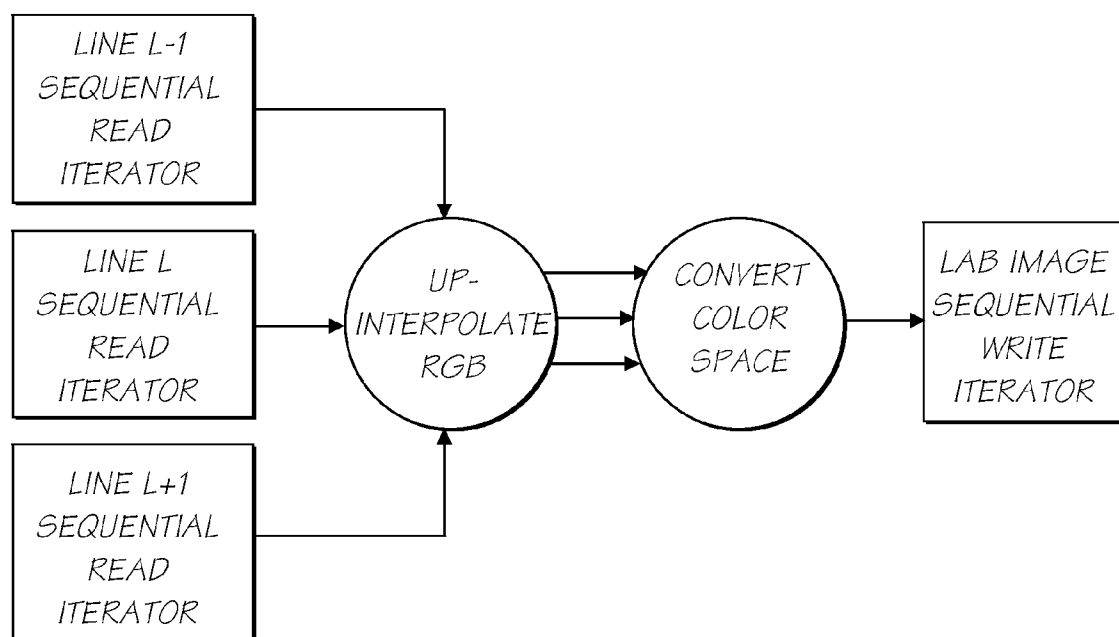 LINE L-1
SEQUENTIAL
READ
ITERATOR
LINE L
SEQUENTIAL
READ
ITERATOR
LINE L+1
SEQUENTIAL
READ
ITERATOR
UP-
INTERPOLATE
RGB
CONVERT
COLOR
SPACE
LAB IMAGE
SEQUENTIAL
WRITE
ITERATOR